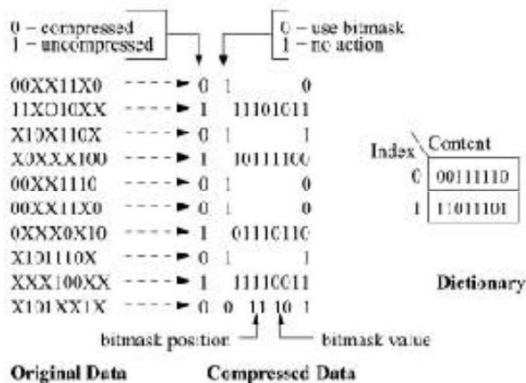 0 – compressed
1 – uncompressed
0 – use bitmask
1 – no action
00XX11X0 0 1 0
11X010XX 1 11101011
X10X110X 0 1 1
X0XXX100 1 10111100
00XX1110 0 1 0
00XX11X0 0 1 0
0XXX0X10 1 01110110
X101110X 0 1 1
XXX100XX 1 11110011
X101XX1X 0 0 11 10 1
bitmask position
bitmask value
Original Data
Compressed Data
Index Content
0 00111110
1 11011101
Dictionary